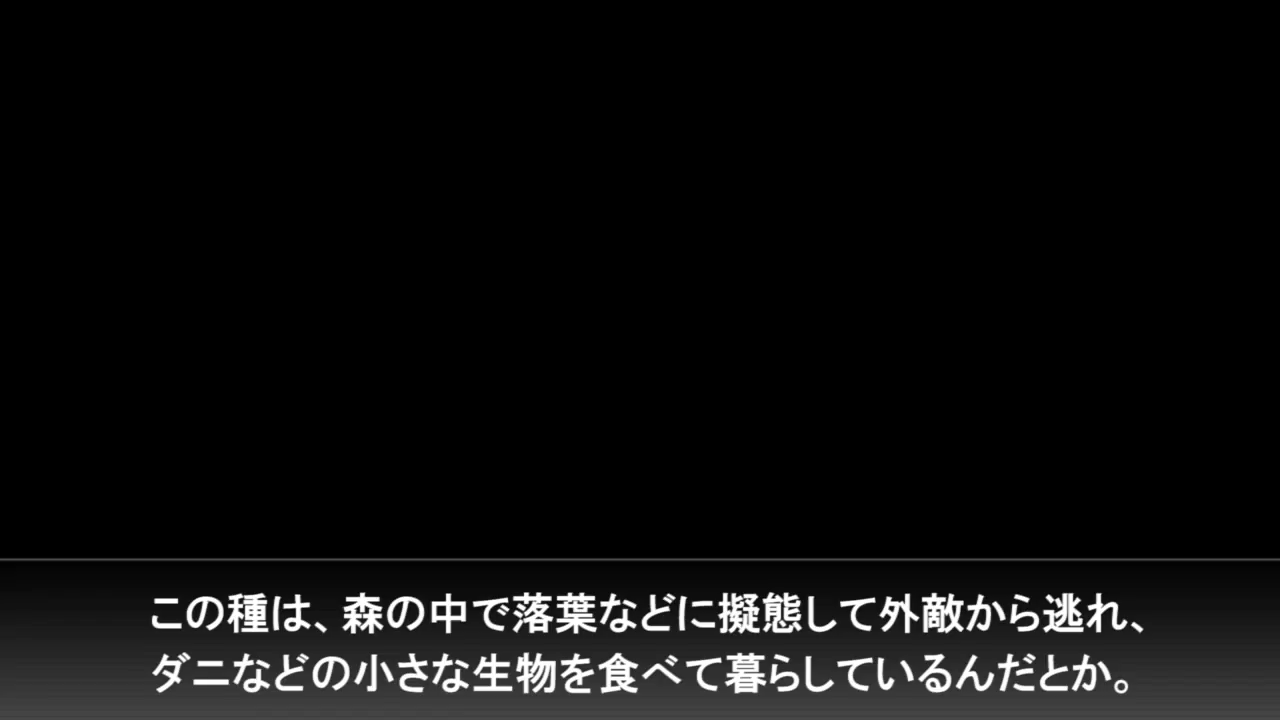 この種は、森の中で落葉などに擬態して外敵から逃れ、
ダニなどの小さな生物を食べて暮らしているんだとか。